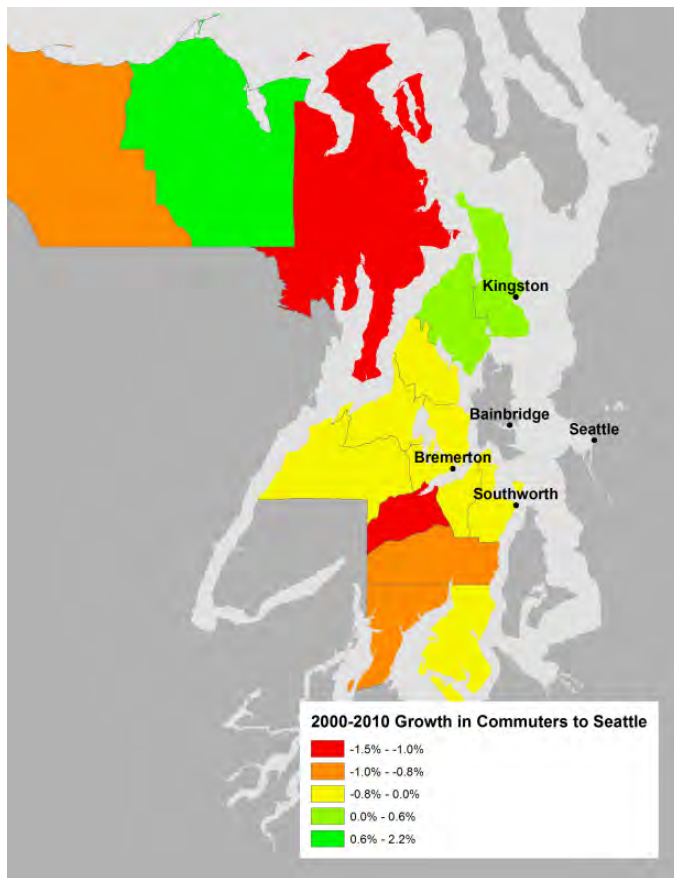 Kingston
Bainbridge
Seattle
Bremerton
Southworth
2000-2010 Growth in Commuters to Seattle
-1.5% - -1.0%
-1.0% - -0.8%
-0.8% - 0.0%
0.0% - 0.6%
0.6% - 2.2%